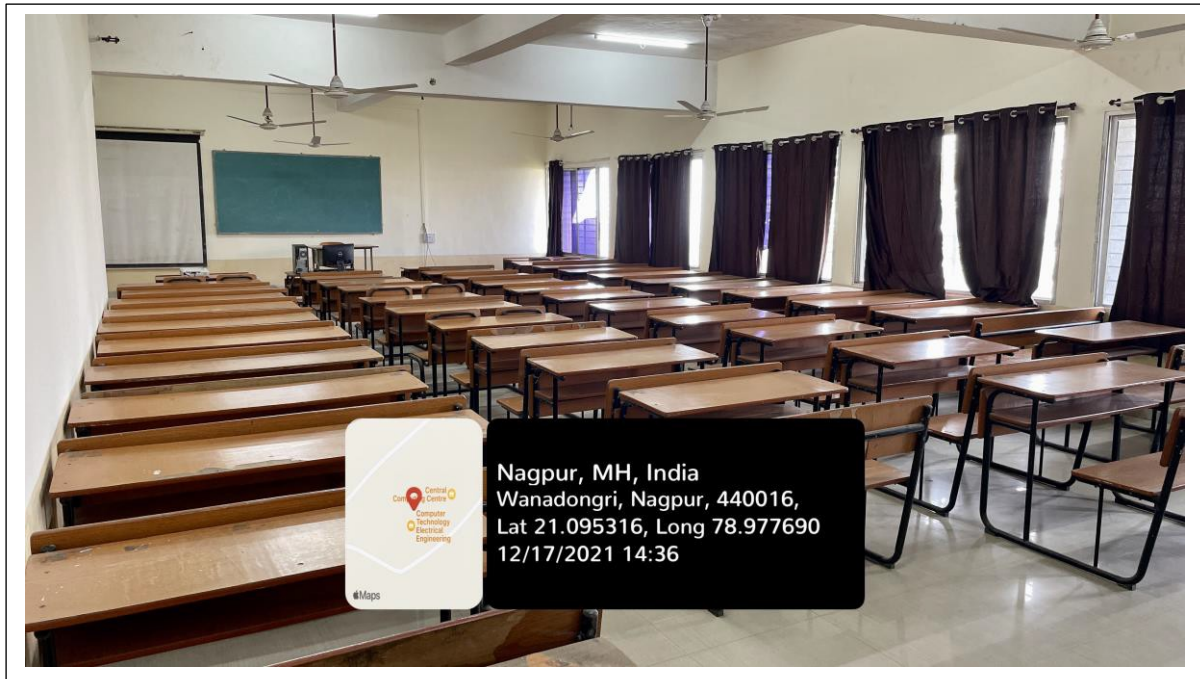 Central
Computing Centre
Computer
Technology
Electrical
Engineering
Maps
Nagpur, MH, India
Wanadongri, Nagpur, 440016,
Lat 21.095316, Long 78.977690
12/17/2021 14:36